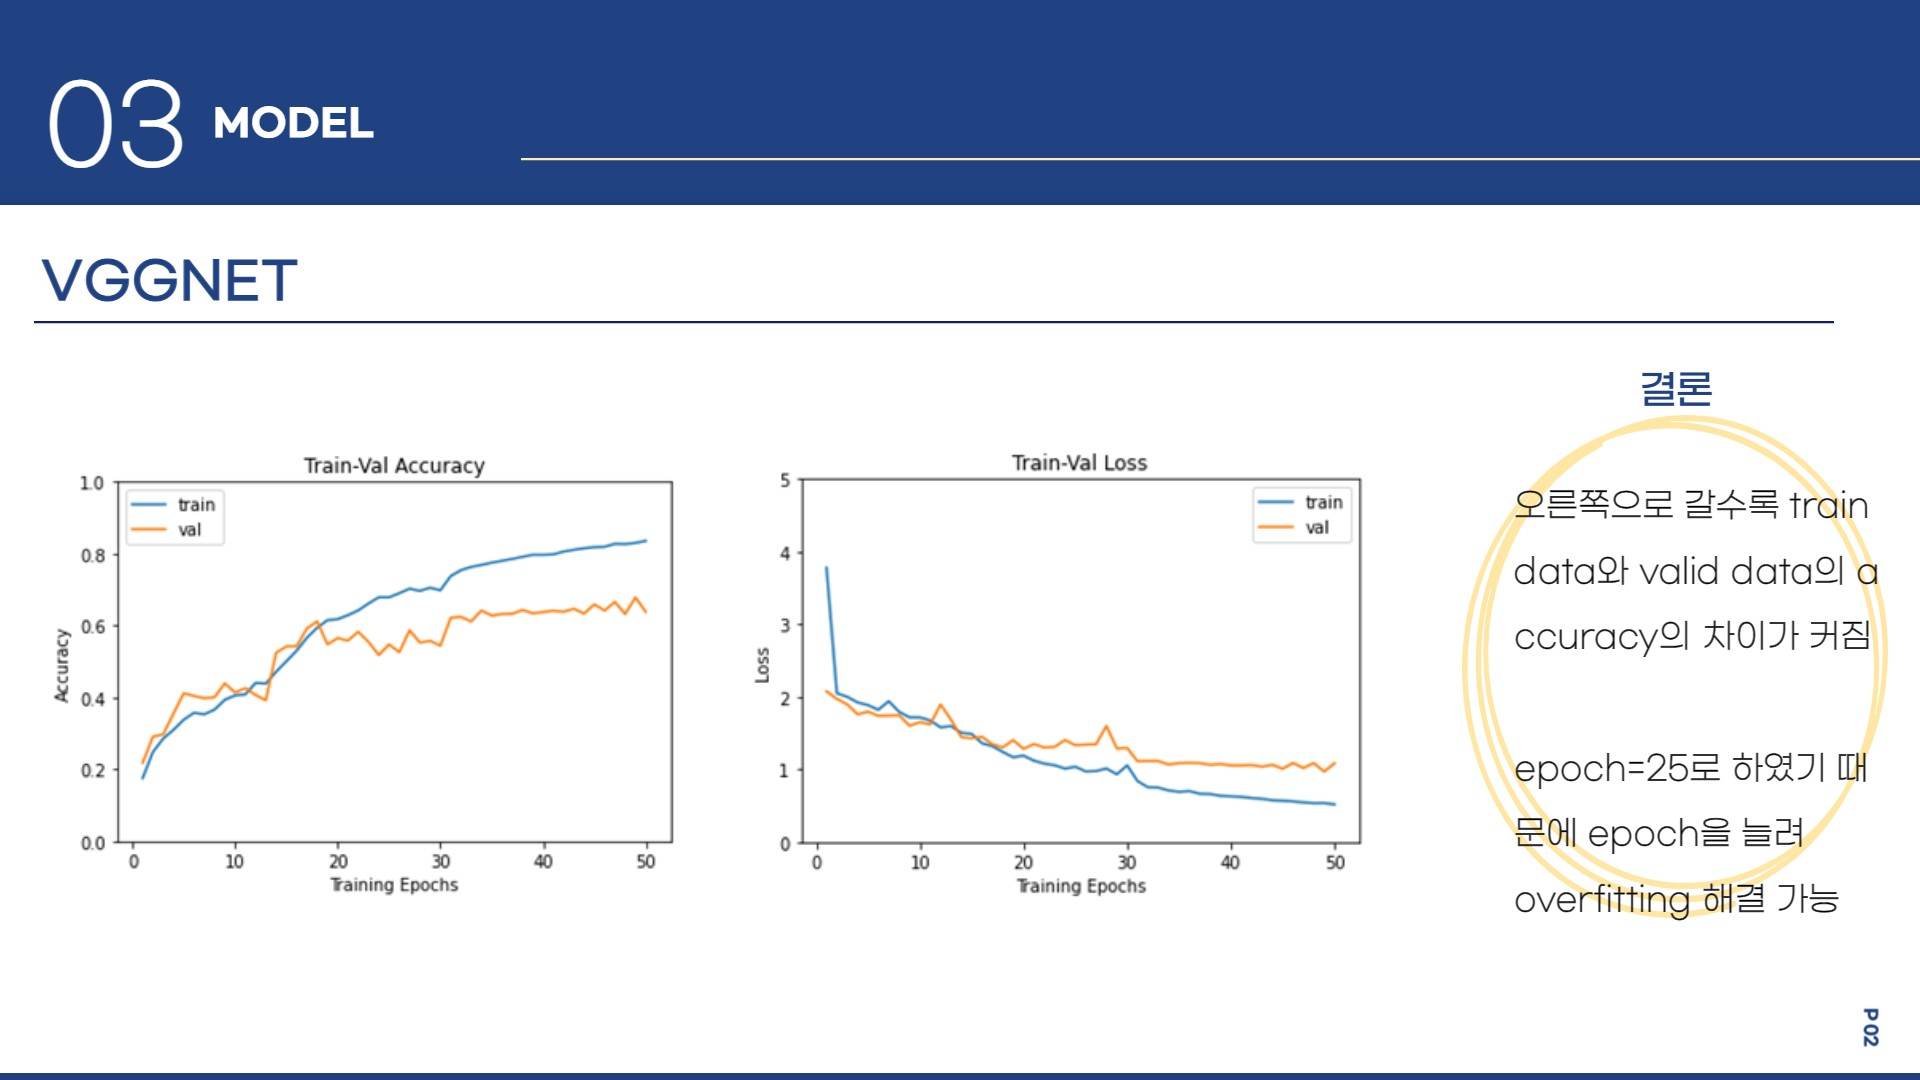 03 MODEL
VGGNET
Train-Val Accuracy
train
val
1.0
0.8
0.6
0.4
0.2
0.0
Accuracy
0 10 20 30 40 50
Training Epochs
Train-Val Loss
train
val
5
4
3
2
1
0
Loss
0 10 20 30 40 50
Training Epochs
결론
오른쪽으로 갈수록 train
data와 valid data의 a
ccuracy의 차이가 커짐
epoch=25로 하였기 때
문에 epoch을 늘려
overfitting 해결 가능
P 02